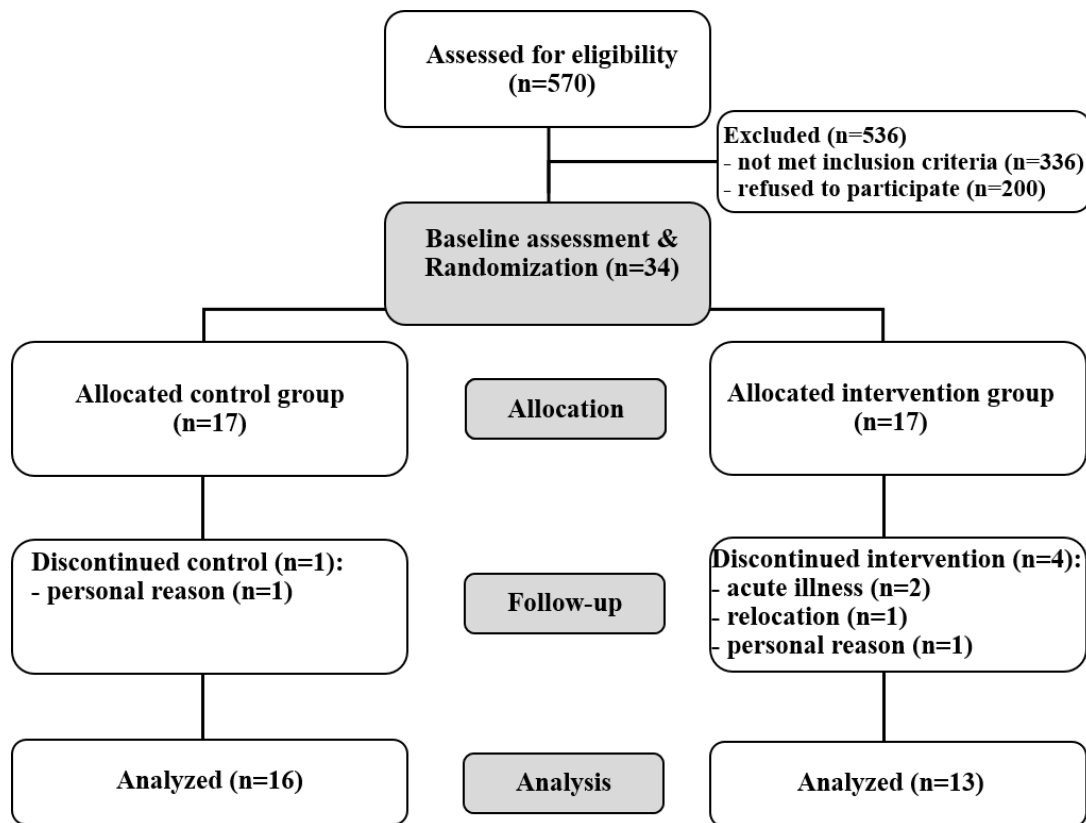 Assessed for eligibility
(n=570)
Excluded (n=536)
- not met inclusion criteria (n=336)
- refused to participate (n=200)
Baseline assessment &
Randomization (n=34)
Allocated control group
(n=17)
Allocation
Allocated intervention group
(n=17)
Discontinued control (n=1):
- personal reason (n=1)
Follow-up
Discontinued intervention (n=4):
- acute illness (n=2)
- relocation (n=1)
- personal reason (n=1)
Analyzed (n=16)
Analysis
Analyzed (n=13)